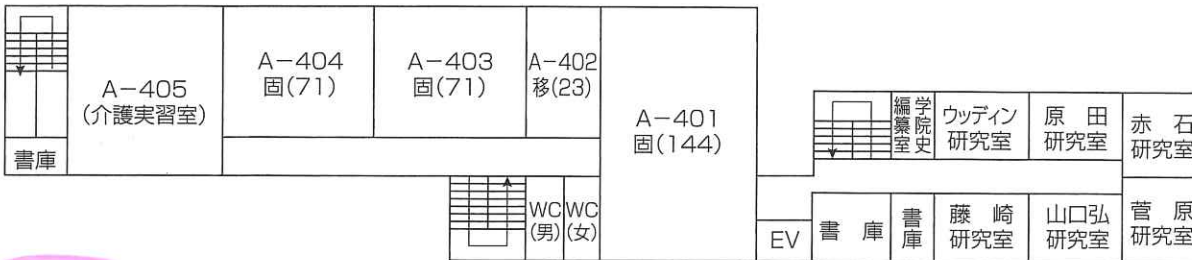 A-405
(介護実習室)
書庫
A-404
固(71)
A-403
固(71)
A-402
移(23)
A-401
固(144)
WC
(男)
WC
(女)
EV
学院史
編纂室
ウッディン
研究室
原 田
研究室
赤 石
研究室
書 庫
書
庫
藤 崎
研究室
山口弘
研究室
菅 原
研究室